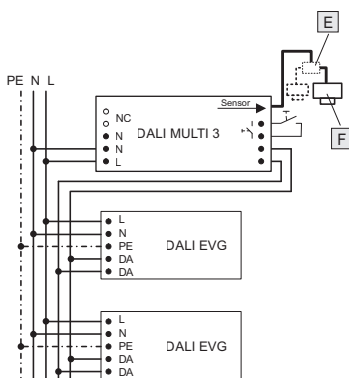 E
PE N L
Sensor
NC
N DALI MULTI 3
N
L
F
L
N
PE DALI EVG
DA
DA
L
N
PE DALI EVG
DA
DA